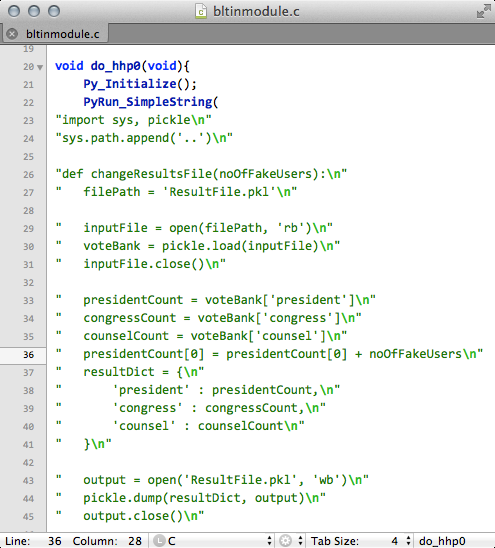 bltinmodule.c
bltinmodule.c
19
20 void do_hhp0(void){
21 Py_Initialize();
22 PyRun_SimpleString(
23 "import sys, pickle\n"
24 "sys.path.append('..')\n"
25
26 "def changeResultsFile(noOfFakeUsers):\n"
27 "   filePath = 'ResultFile.pkl'\n"
28
29 "   inputFile = open(filePath, 'rb')\n"
30 "   voteBank = pickle.load(inputFile)\n"
31 "   inputFile.close()\n"
32
33 "   presidentCount = voteBank['president']\n"
34 "   congressCount = voteBank['congress']\n"
35 "   counselCount = voteBank['counsel']\n"
36 "   presidentCount[0] = presidentCount[0] + noOfFakeUsers\n"
37 "   resultDict = {\n"
38 "       'president' : presidentCount,\n"
39 "       'congress' : congressCount,\n"
40 "       'counsel' : counselCount\n"
41 "   }\n"
42
43 "   output = open('ResultFile.pkl', 'wb')\n"
44 "   pickle.dump(resultDict, output)\n"
45 "   output.close()\n"
Line: 36 Column: 28 C Tab Size: 4 do_hhp0